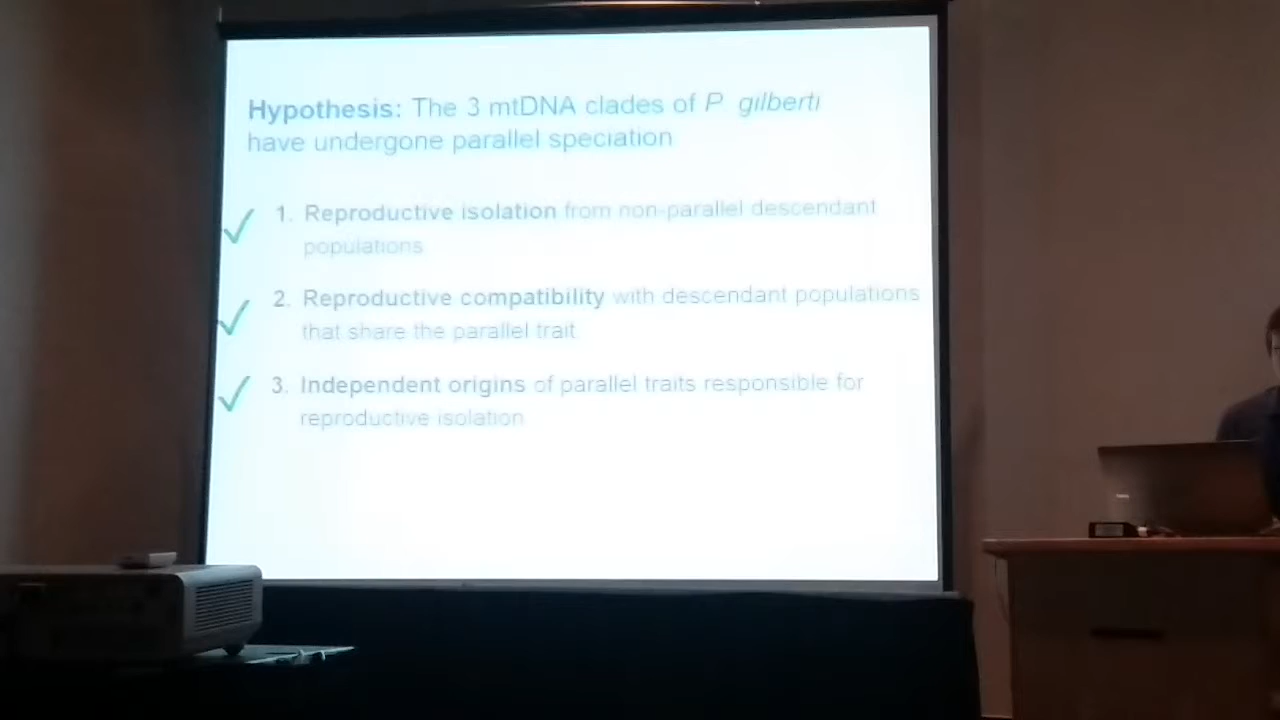 Hypothesis: The 3 mtDNA clades of P gilberti
have undergone parallel speciation
1. Reproductive isolation from non-parallel descendant
populations
2. Reproductive compatibility with descendant populations
that share the parallel trait
3. Independent origins of parallel traits responsible for
reproductive isolation